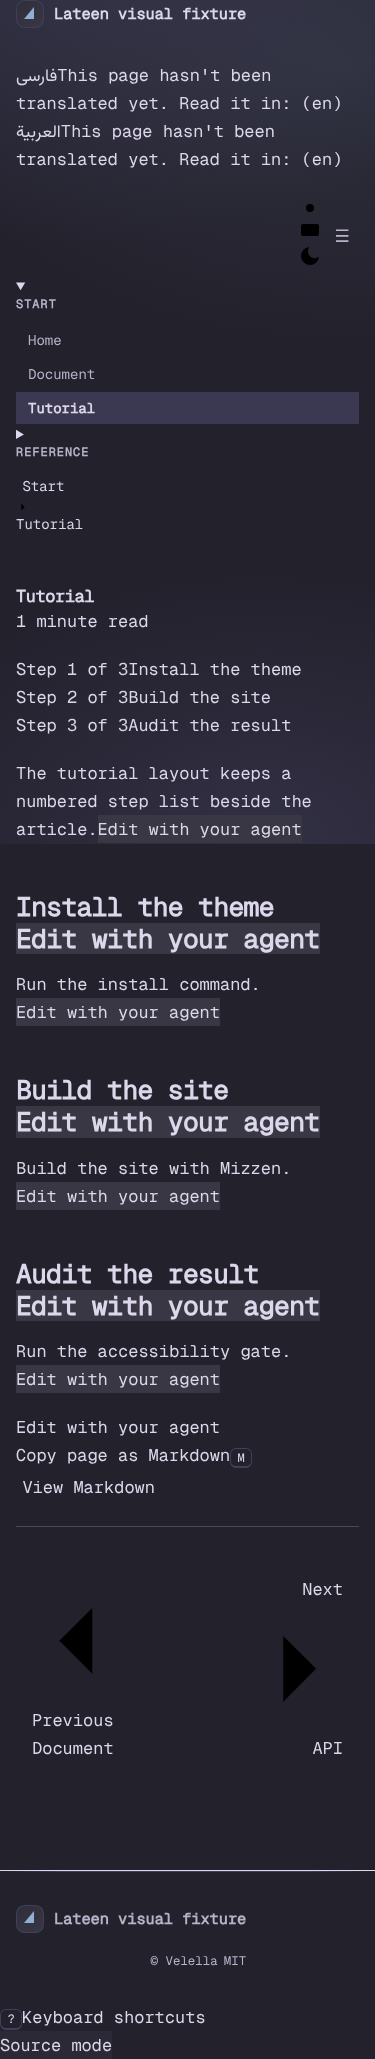 Lateen visual fixture
فارسیThis page hasn't been
translated yet. Read it in: (en)
العربيةThis page hasn't been
translated yet. Read it in: (en)
START
Home
Document
Tutorial
REFERENCE
Start
Tutorial
Tutorial
1 minute read
Step 1 of 3Install the theme
Step 2 of 3Build the site
Step 3 of 3Audit the result
The tutorial layout keeps a
numbered step list beside the
article.Edit with your agent
Install the theme
Edit with your agent
Run the install command.
Edit with your agent
Build the site
Edit with your agent
Build the site with Mizzen.
Edit with your agent
Audit the result
Edit with your agent
Run the accessibility gate.
Edit with your agent
Edit with your agent
Copy page as Markdown M
View Markdown
Next
Previous
Document API
Lateen visual fixture
© Velella MIT
? Keyboard shortcuts
Source mode